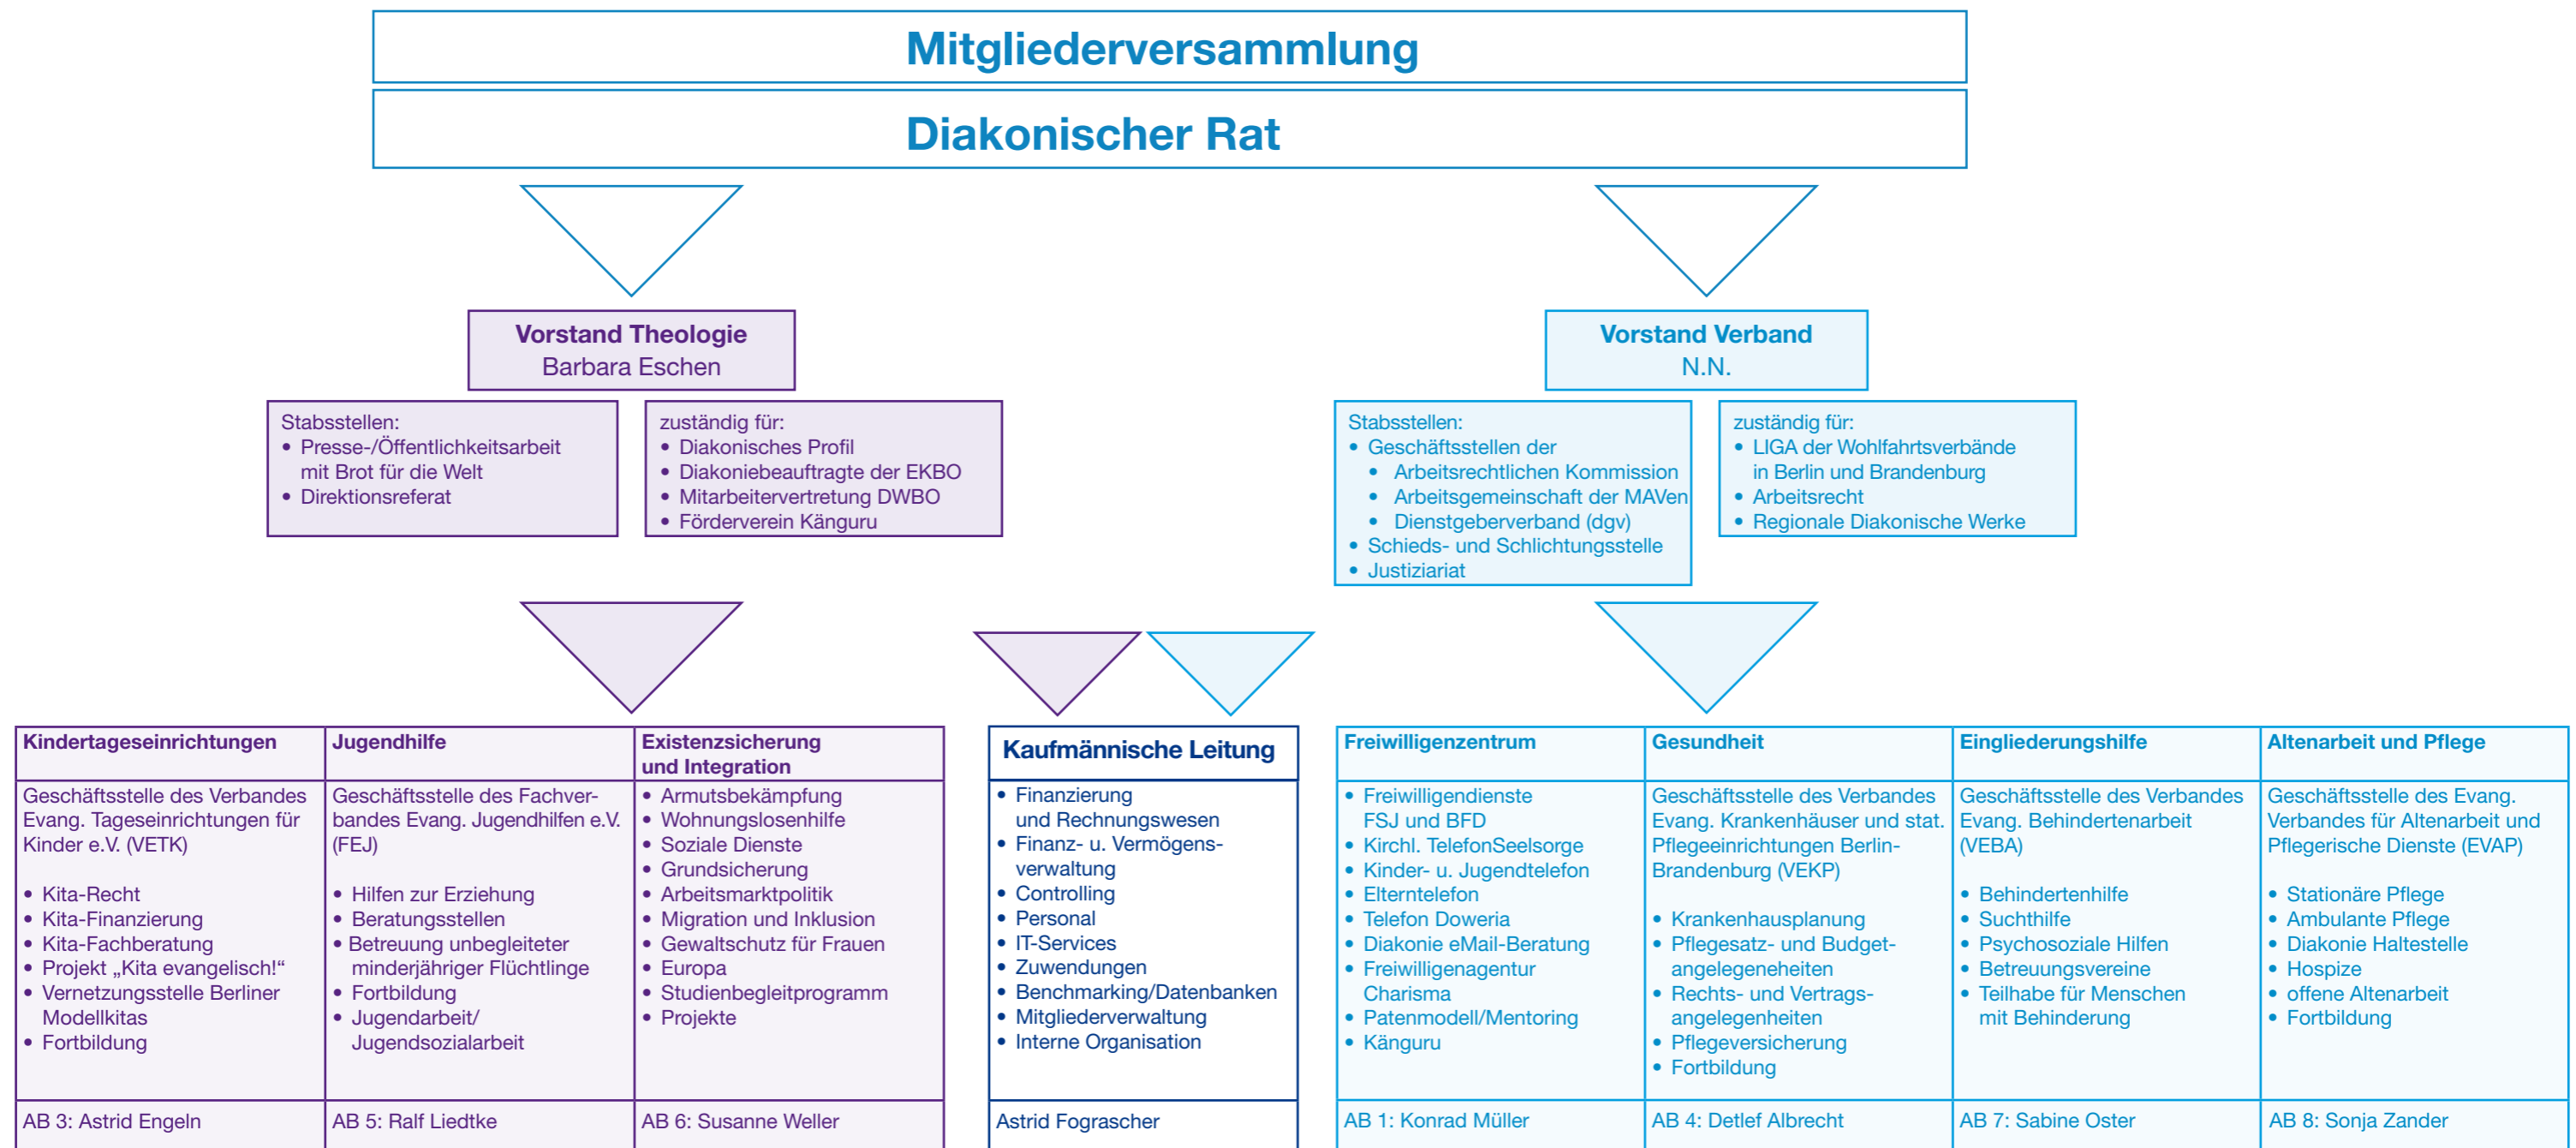 Mitgliederversammlung
Diakonischer Rat
Vorstand Theologie
Barbara Eschen
Stabsstellen:
• Presse-/Öffentlichkeitsarbeit
mit Brot für die Welt
• Direktionsreferat
zuständig für:
• Diakonisches Profil
• Diakoniebeauftragte der EKBO
• Mitarbeitervertretung DWBO
• Förderverein Känguru
Vorstand Verband
N.N.
Stabsstellen:
• Geschäftsstellen der
• Arbeitsrechtlichen Kommission
• Arbeitsgemeinschaft der MAVen
• Dienstgeberverband (dgv)
• Schieds- und Schlichtungsstelle
• Justiziariat
zuständig für:
• LIGA der Wohlfahrtsverbände
in Berlin und Brandenburg
• Arbeitsrecht
• Regionale Diakonische Werke
Kindertageseinrichtungen
Geschäftsstelle des Verbandes
Evang. Tageseinrichtungen für
Kinder e.V. (VETK)
• Kita-Recht
• Kita-Finanzierung
• Kita-Fachberatung
• Projekt „Kita evangelisch!“
• Vernetzungsstelle Berliner
Modellkitas
• Fortbildung
AB 3: Astrid Engeln
Jugendhilfe
Geschäftsstelle des Fachver-
bandes Evang. Jugendhilfen e.V.
(FEJ)
• Hilfen zur Erziehung
• Beratungsstellen
• Betreuung unbegleiteter
minderjähriger Flüchtlinge
• Fortbildung
• Jugendarbeit/
Jugendsozialarbeit
AB 5: Ralf Liedtke
Existenzsicherung
und Integration
• Armutsbekämpfung
• Wohnungslosenhilfe
• Soziale Dienste
• Grundsicherung
• Arbeitsmarktpolitik
• Migration und Inklusion
• Gewaltschutz für Frauen
• Europa
• Studienbegleitprogramm
• Projekte
AB 6: Susanne Weller
Kaufmännische Leitung
• Finanzierung
und Rechnungswesen
• Finanz- u. Vermögens-
verwaltung
• Controlling
• Personal
• IT-Services
• Zuwendungen
• Benchmarking/Datenbanken
• Mitgliederverwaltung
• Interne Organisation
Astrid Fograscher
Freiwilligenzentrum
• Freiwilligendienste
FSJ und BFD
• Kirchl. TelefonSeelsorge
• Kinder- u. Jugendtelefon
• Elterntelefon
• Telefon Doweria
• Diakonie eMail-Beratung
• Freiwilligenagentur
Charisma
• Patenmodell/Mentoring
• Känguru
AB 1: Konrad Müller
Gesundheit
Geschäftsstelle des Verbandes
Evang. Krankenhäuser und stat.
Pflegeeinrichtungen Berlin-
Brandenburg (VEKP)
• Krankenhausplanung
• Pflegesatz- und Budget-
angelegeneheiten
• Rechts- und Vertrags-
angelegenheiten
• Pflegeversicherung
• Fortbildung
AB 4: Detlef Albrecht
Eingliederungshilfe
Geschäftsstelle des Verbandes
Evang. Behindertenarbeit
(VEBA)
• Behindertenhilfe
• Suchthilfe
• Psychosoziale Hilfen
• Betreuungsvereine
• Teilhabe für Menschen
mit Behinderung
AB 7: Sabine Oster
Altenarbeit und Pflege
Geschäftsstelle des Evang.
Verbandes für Altenarbeit und
Pflegerische Dienste (EVAP)
• Stationäre Pflege
• Ambulante Pflege
• Diakonie Haltestelle
• Hospize
• offene Altenarbeit
• Fortbildung
AB 8: Sonja Zander